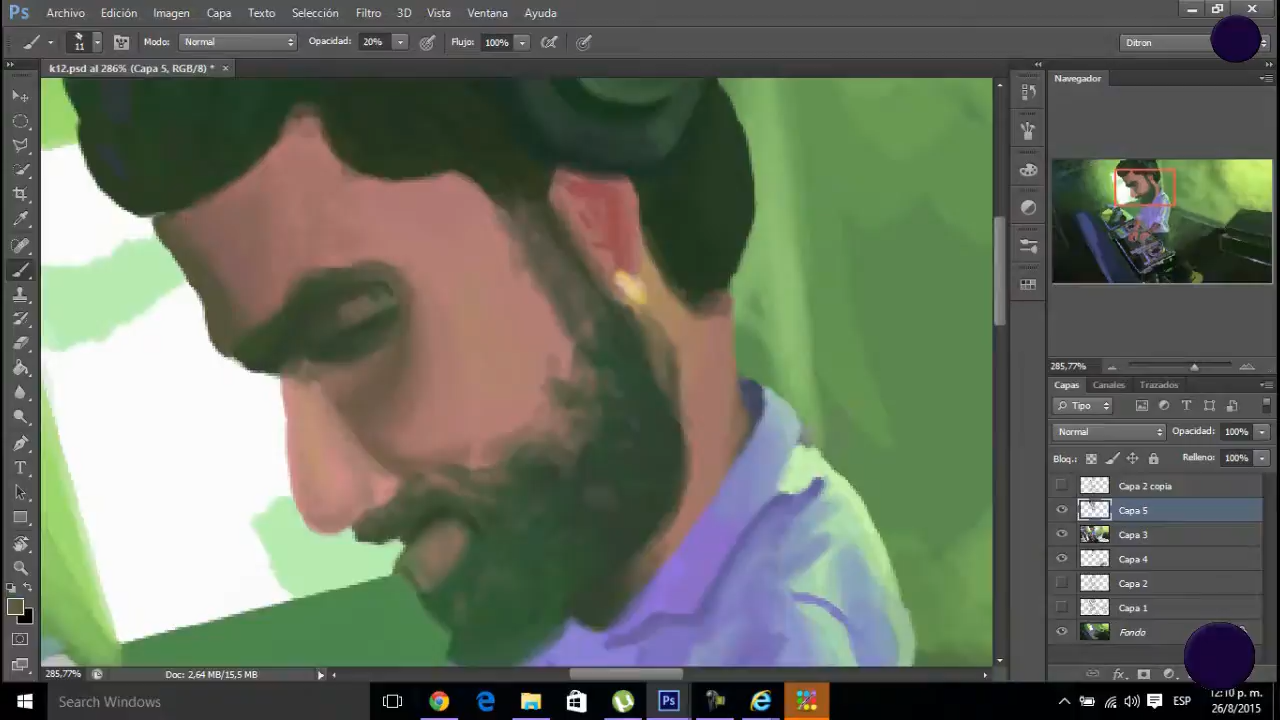 Ps Archivo Edición Imagen Capa Texto Selección Filtro 3D Vista Ventana Ayuda
11 Modo: Normal Opacidad: 20% Flujo: 100% Ditron
k12.psd al 286% (Capa 5, RGB/8) * ×
Navegador
285,77%
Capas Canales Trazados
Tipo
Normal Opacidad: 100%
Bloq.: Relleno: 100%
Capa 2 copia
Capa 5
Capa 3
Capa 4
Capa 2
Capa 1
Fondo
285,77% Doc: 2,64 MB/15,5 MB
Search Windows
ESP
12:10 p. m.
26/8/2015